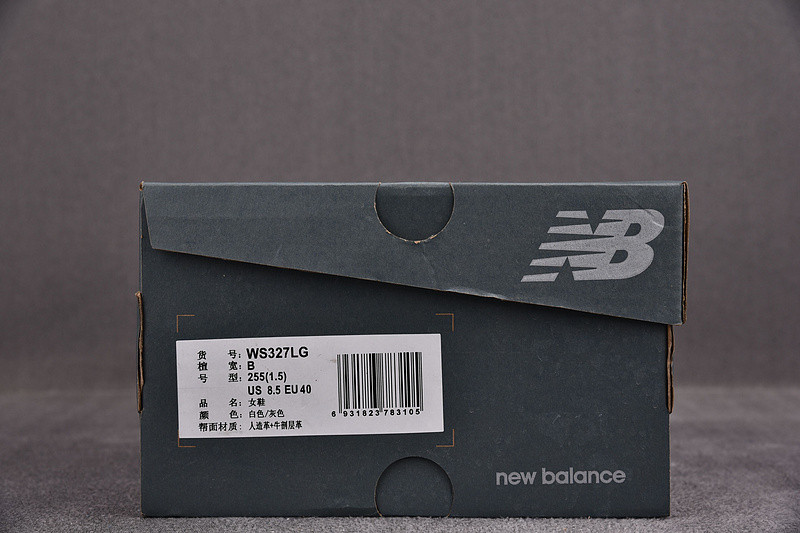 NB
货 号：WS327LG
楦 宽：B
号 型：255(1.5)
US 8.5 EU 40
品 名：女鞋
颜 色：白色/灰色
帮面材质：人造革+牛剖层革
6 931823 783105
new balance